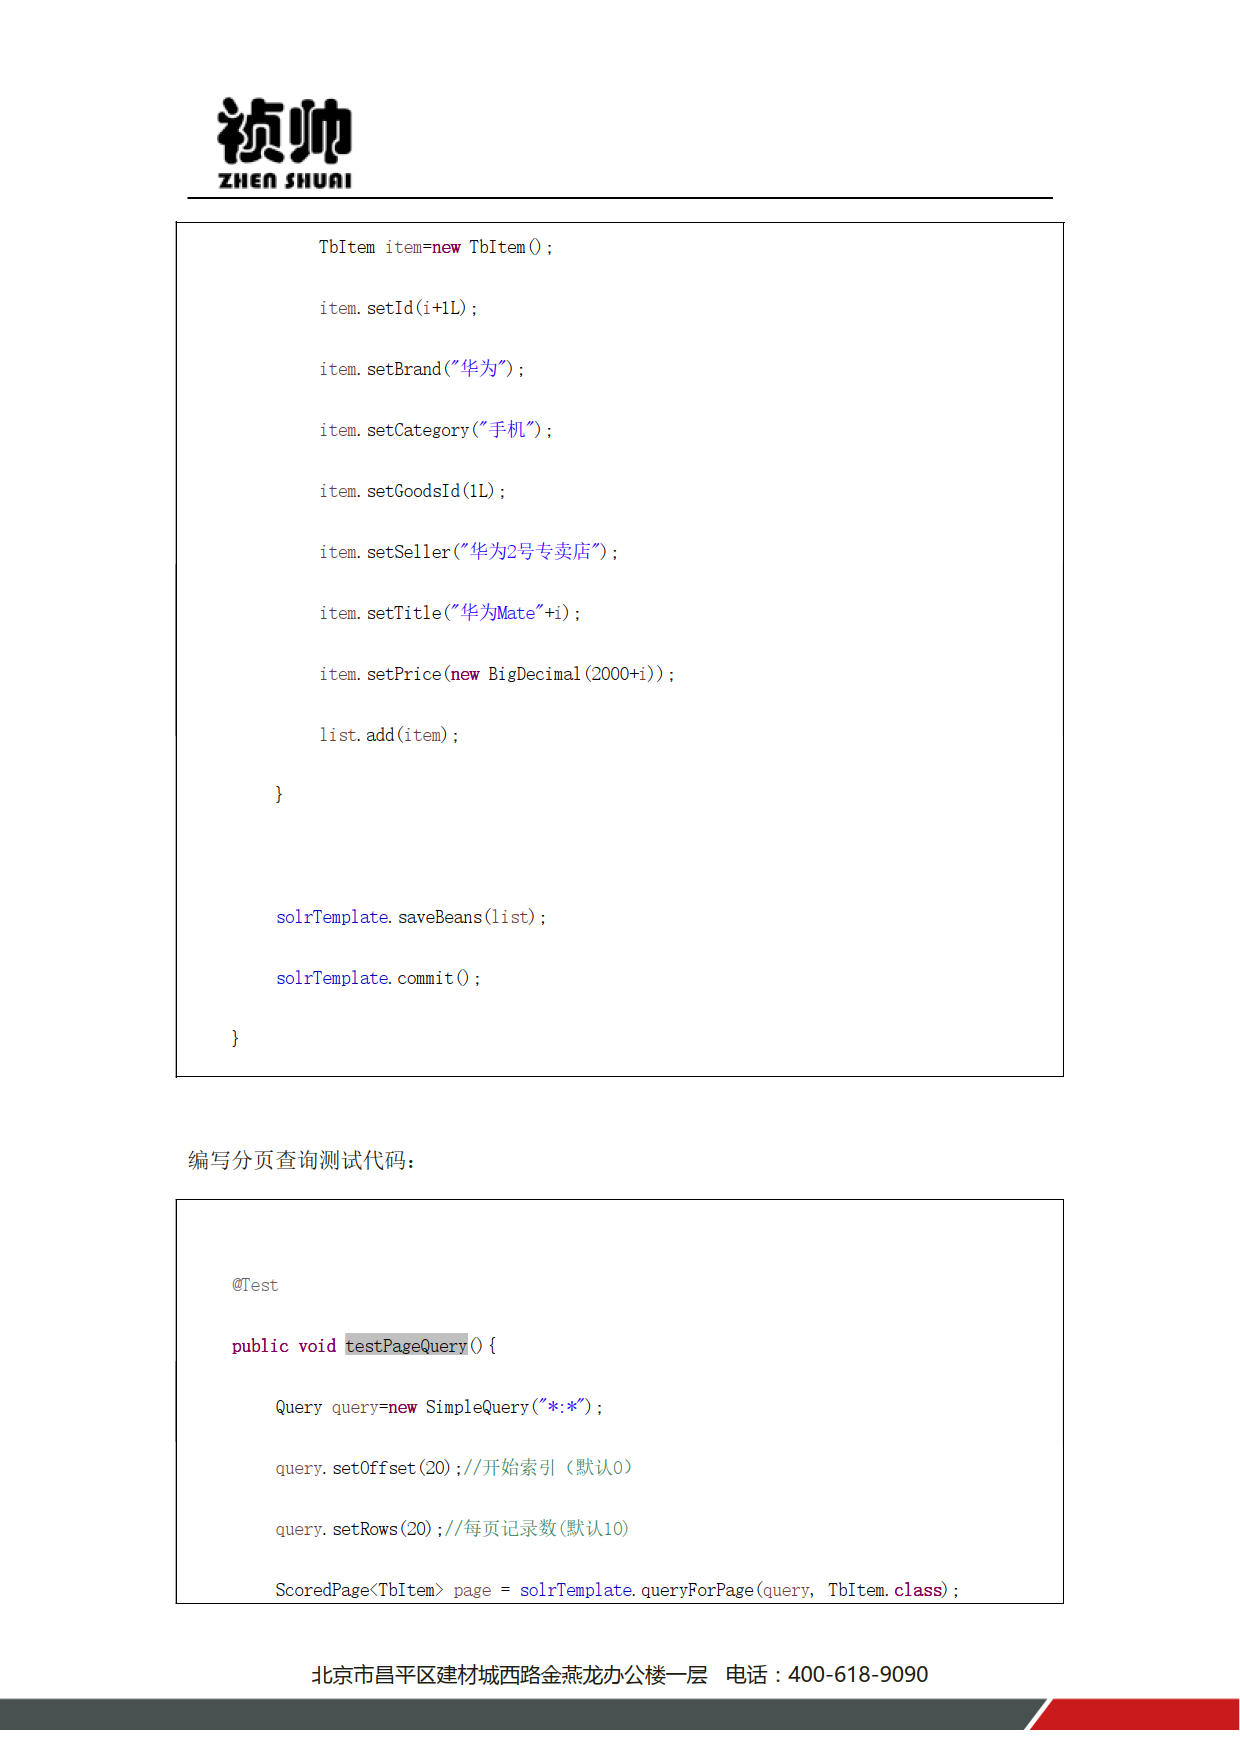 祯帅
ZHEN SHUAI
TbItem item=new TbItem();
item.setId(i+1L);
item.setBrand("华为");
item.setCategory("手机");
item.setGoodsId(1L);
item.setSeller("华为2号专卖店");
item.setTitle("华为Mate"+i);
item.setPrice(new BigDecimal(2000+i));
list.add(item);
}
solrTemplate.saveBeans(list);
solrTemplate.commit();
}
编写分页查询测试代码：
@Test
public void testPageQuery(){
Query query=new SimpleQuery("*:*");
query.setOffset(20);//开始索引（默认0）
query.setRows(20);//每页记录数(默认10)
ScoredPage<TbItem> page = solrTemplate.queryForPage(query, TbItem.class);
北京市昌平区建材城西路金燕龙办公楼一层 电话：400-618-9090